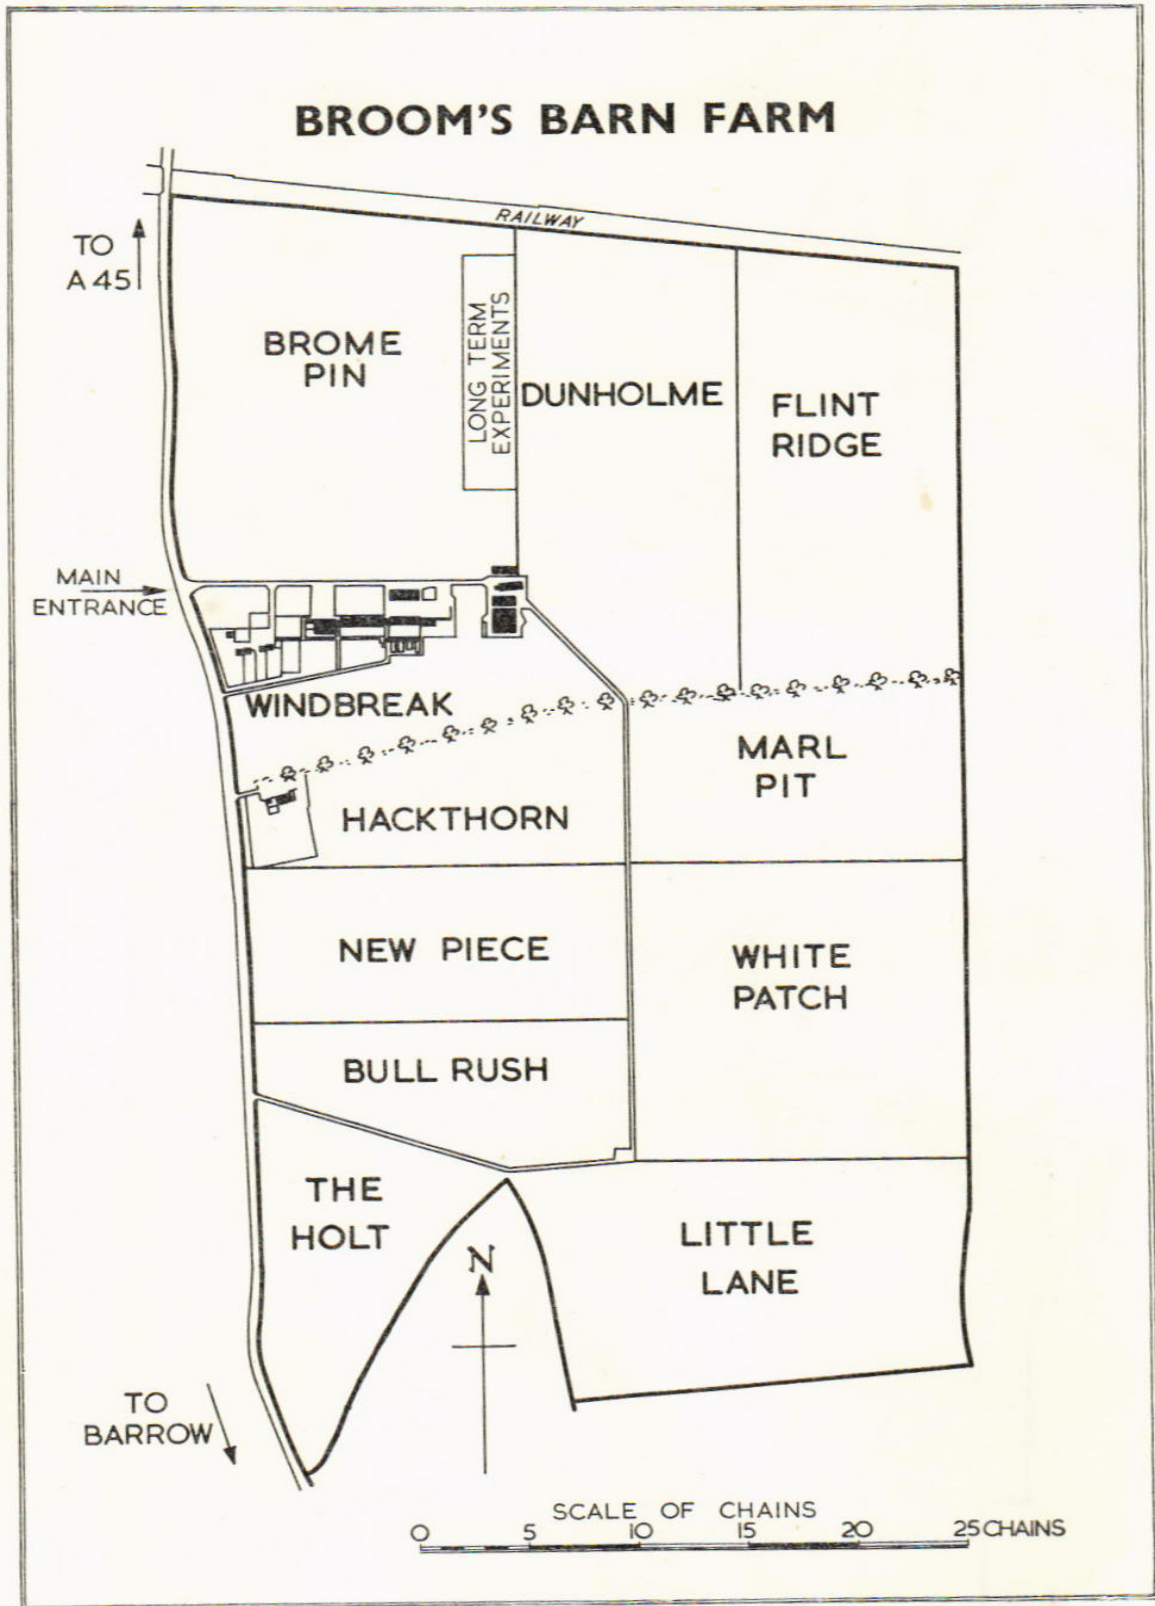 BROOM'S BARN FARM
RAILWAY
TO
A 45
BROME
PIN
LONG TERM
EXPERIMENTS
DUNHOLME
FLINT
RIDGE
MAIN
ENTRANCE
WINDBREAK
MARL
PIT
HACKTHORN
NEW PIECE
WHITE
PATCH
BULL RUSH
THE
HOLT
LITTLE
LANE
N
TO
BARROW
SCALE OF CHAINS
0 5 10 15 20 25 CHAINS